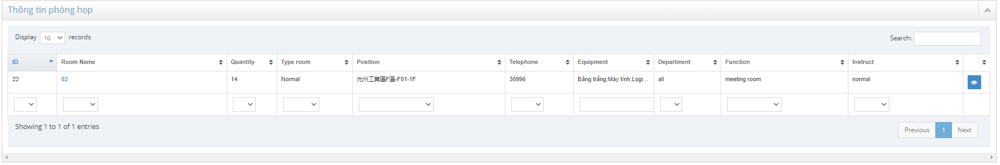 Thông tin phòng họp
Display 10 records
Search:
ID Room Name Quantity Type room Position Telephone Equipment Department Function Instruct
22 02 14 Normal 光州工業區F區-F01-1F 30996 Bảng trắng;Máy tính;Logi... all meeting room normal
Showing 1 to 1 of 1 entries
Previous 1 Next